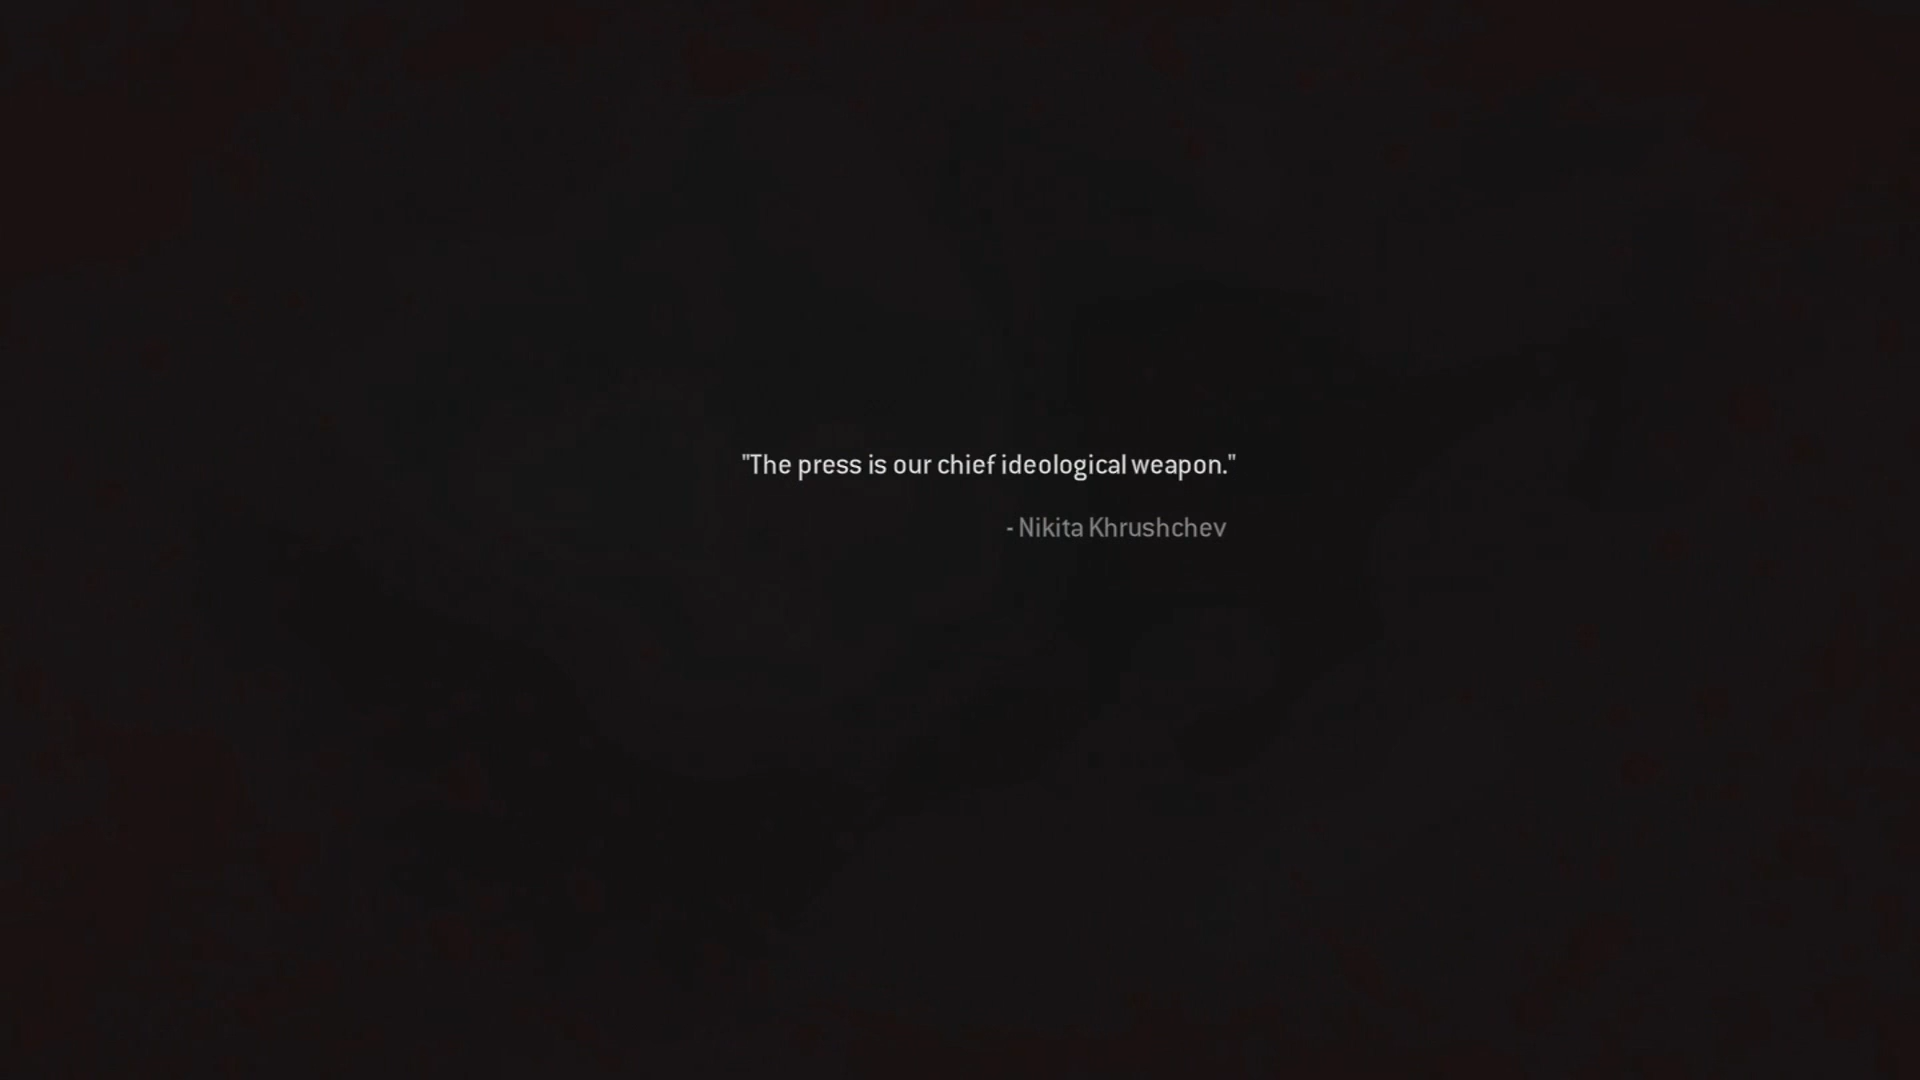 "The press is our chief ideological weapon."
- Nikita Khrushchev